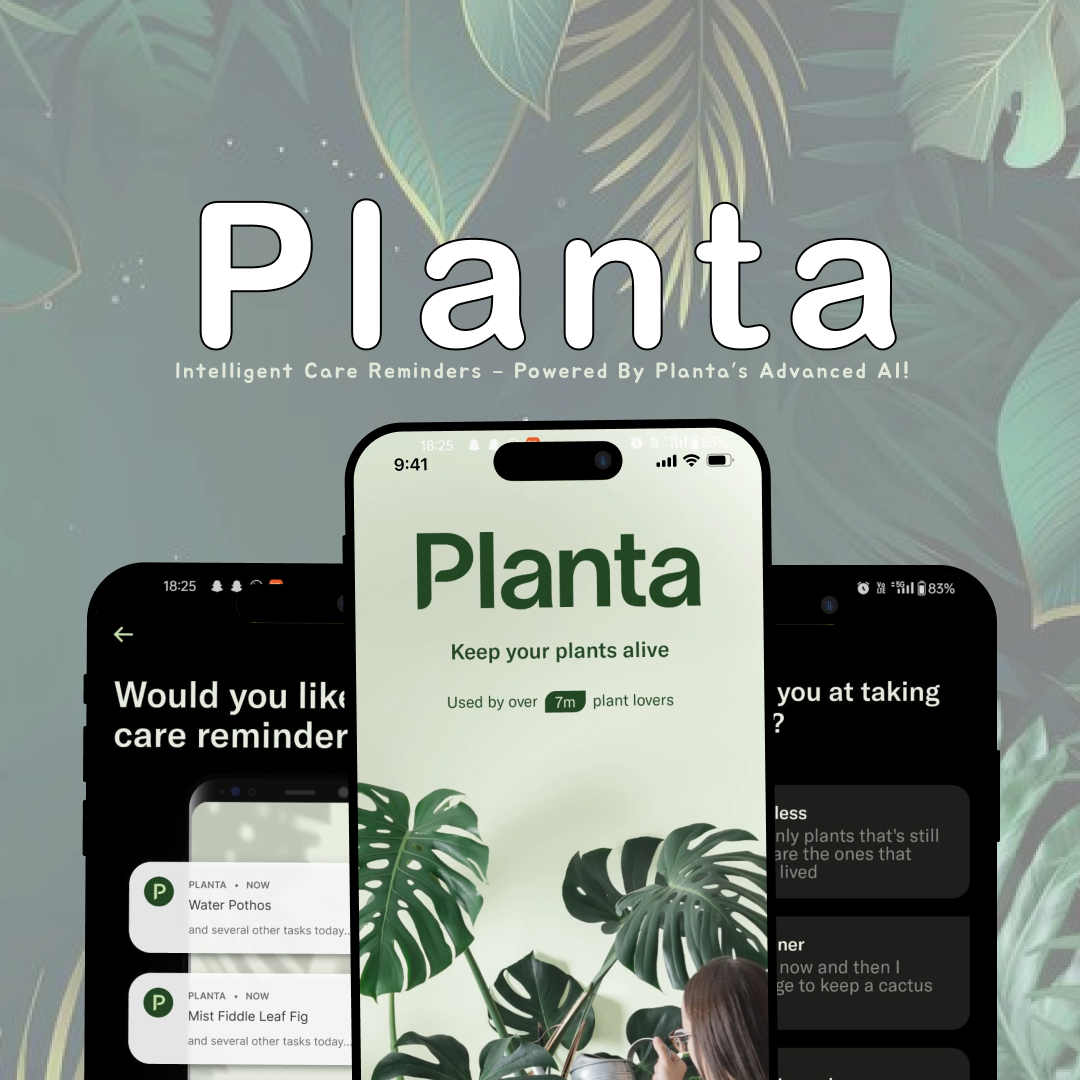 Planta
Intelligent Care Reminders – Powered By Planta's Advanced AI!
18:25
83%
9:41
Planta
Keep your plants alive
Used by over 7m plant lovers
18:25
Would you like
care reminder
PLANTA • NOW
Water Pothos
and several other tasks today...
PLANTA • NOW
Mist Fiddle Leaf Fig
and several other tasks today...
5G 83%
you at taking
?
less
nly plants that's still
are the ones that
lived
ner
now and then I
ge to keep a cactus